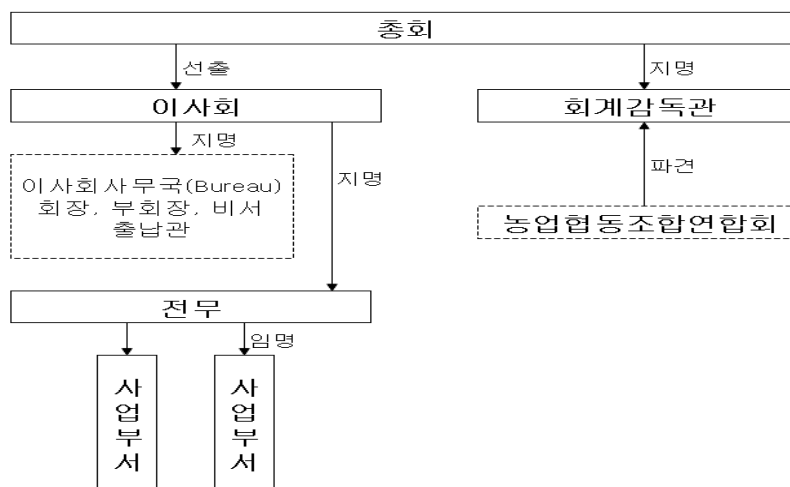 총회
선출
지명
이사회
회계감독관
지명
지명
파견
이사회사무국(Bureau)
회장, 부회장, 비서
출납관
농업협동조합연합회
전무
임명
사업부서
사업부서